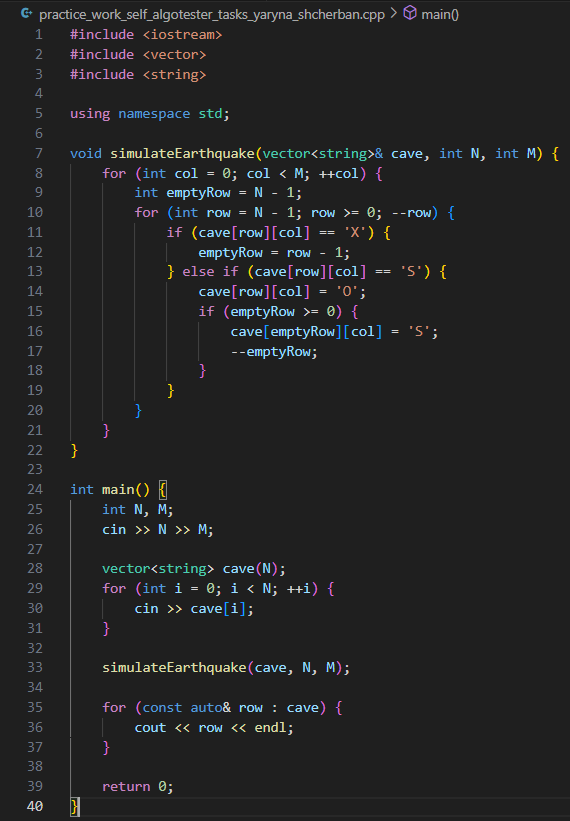 practice_work_self_algotester_tasks_yaryna_shcherban.cpp > main()
1 #include <iostream>
2 #include <vector>
3 #include <string>
4
5 using namespace std;
6
7 void simulateEarthquake(vector<string>& cave, int N, int M) {
8     for (int col = 0; col < M; ++col) {
9         int emptyRow = N - 1;
10         for (int row = N - 1; row >= 0; --row) {
11             if (cave[row][col] == 'X') {
12                 emptyRow = row - 1;
13             } else if (cave[row][col] == 'S') {
14                 cave[row][col] = 'O';
15                 if (emptyRow >= 0) {
16                     cave[emptyRow][col] = 'S';
17                     --emptyRow;
18                 }
19             }
20         }
21     }
22 }
23
24 int main() {
25     int N, M;
26     cin >> N >> M;
27
28     vector<string> cave(N);
29     for (int i = 0; i < N; ++i) {
30         cin >> cave[i];
31     }
32
33     simulateEarthquake(cave, N, M);
34
35     for (const auto& row : cave) {
36         cout << row << endl;
37     }
38
39     return 0;
40 }